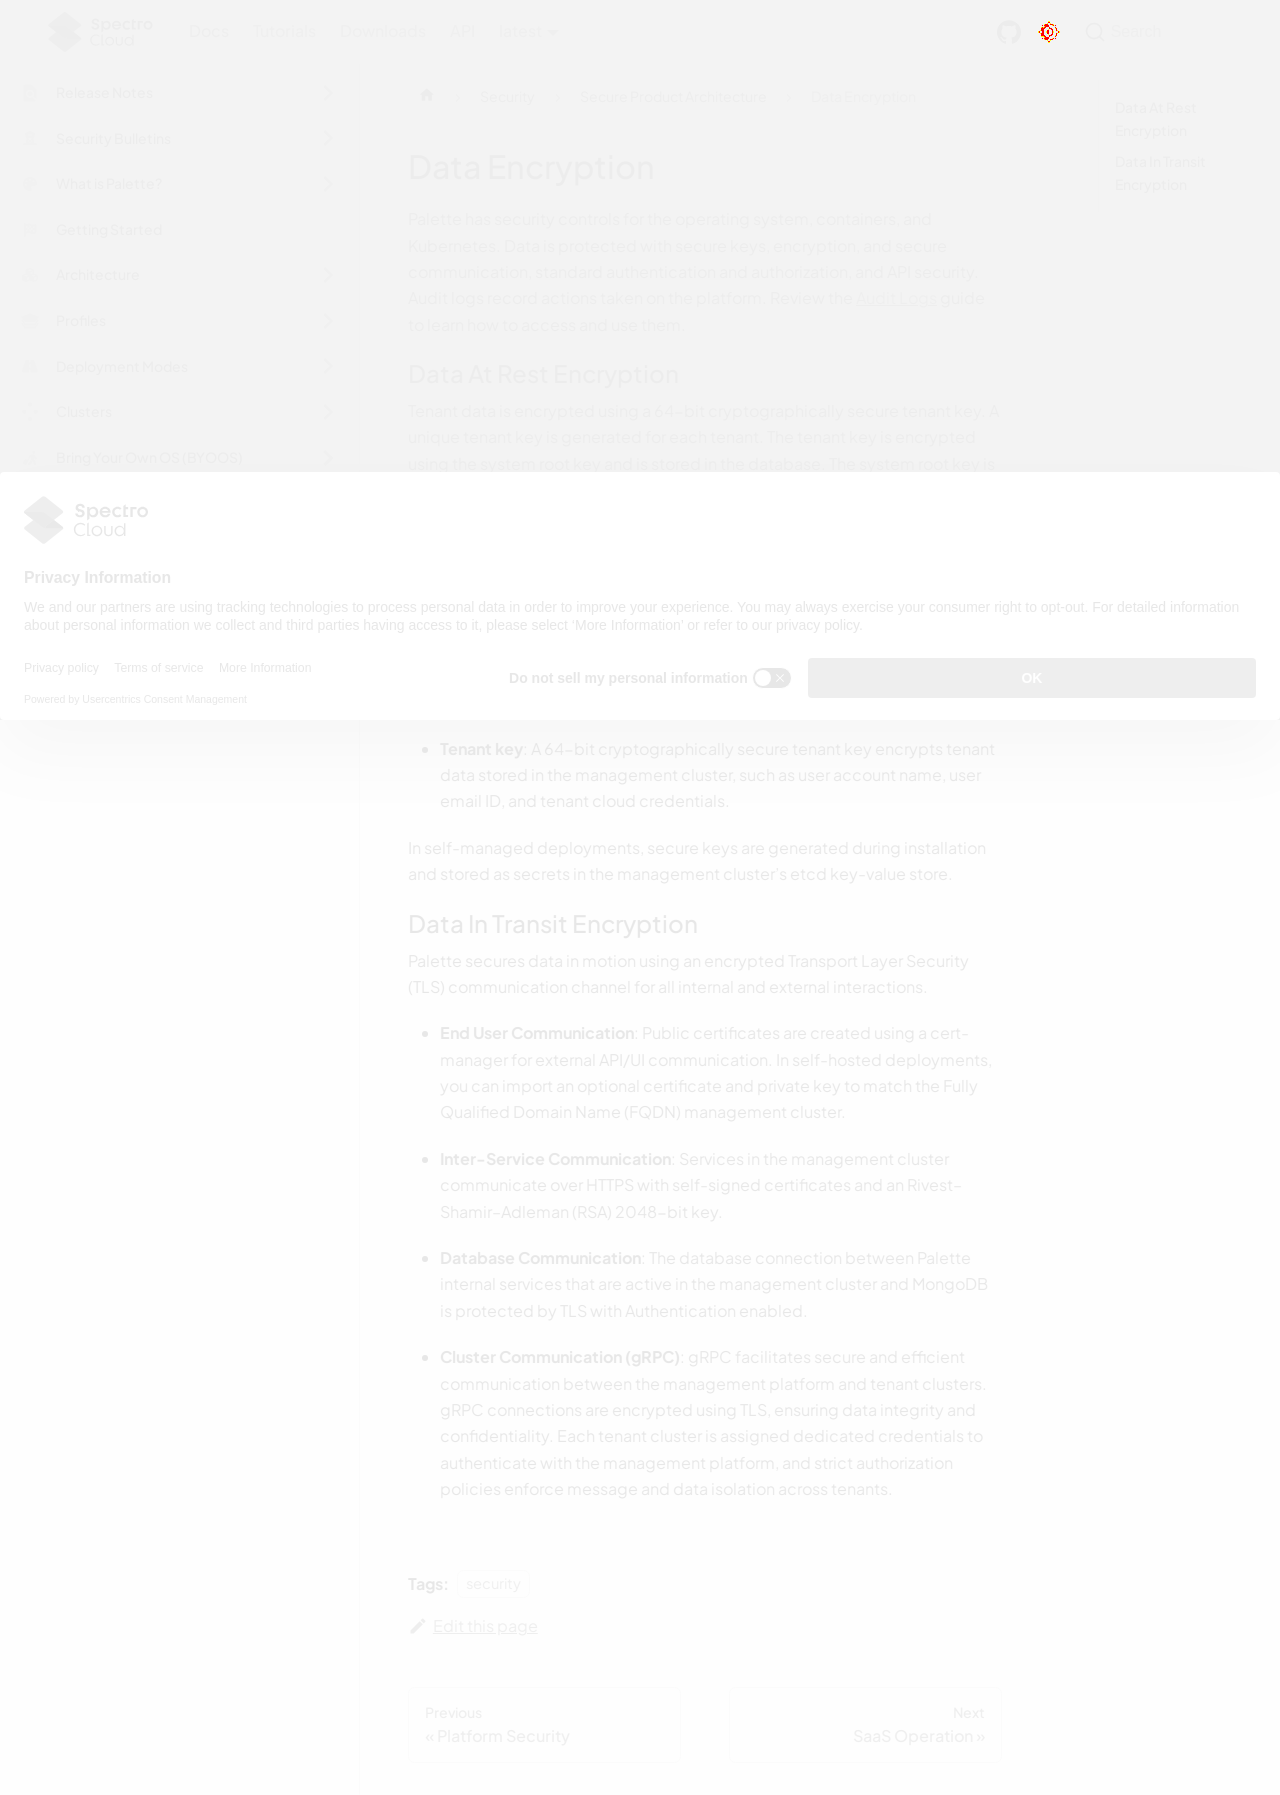 Spectro Cloud
Docs Tutorials Downloads API latest
Search
Release Notes
Security Bulletins
What is Palette?
Getting Started
Architecture
Profiles
Deployment Modes
Clusters
Bring Your Own OS (BYOOS)
Security Secure Product Architecture Data Encryption
Data Encryption
Palette has security controls for the operating system, containers, and
Kubernetes. Data is protected with secure keys, encryption, and secure
communication, standard authentication and authorization, and API security.
Audit logs record actions taken on the platform. Review the Audit Logs guide
to learn how to access and use them.
Data At Rest Encryption
Tenant data is encrypted using a 64-bit cryptographically secure tenant key. A
unique tenant key is generated for each tenant. The tenant key is encrypted
using the system root key and is stored in the database. The system root key is
Data At Rest
Encryption
Data In Transit
Encryption
Spectro
Cloud
Privacy Information
We and our partners are using tracking technologies to process personal data in order to improve your experience. You may always exercise your consumer right to opt-out. For detailed information
about personal information we collect and third parties having access to it, please select 'More Information' or refer to our privacy policy.
Privacy policy Terms of service More Information
Powered by Usercentrics Consent Management
Do not sell my personal information
OK
Tenant key: A 64-bit cryptographically secure tenant key encrypts tenant
data stored in the management cluster, such as user account name, user
email ID, and tenant cloud credentials.
In self-managed deployments, secure keys are generated during installation
and stored as secrets in the management cluster's etcd key-value store.
Data In Transit Encryption
Palette secures data in motion using an encrypted Transport Layer Security
(TLS) communication channel for all internal and external interactions.
End User Communication: Public certificates are created using a cert-
manager for external API/UI communication. In self-hosted deployments,
you can import an optional certificate and private key to match the Fully
Qualified Domain Name (FQDN) management cluster.
Inter-Service Communication: Services in the management cluster
communicate over HTTPS with self-signed certificates and an Rivest–
Shamir–Adleman (RSA) 2048-bit key.
Database Communication: The database connection between Palette
internal services that are active in the management cluster and MongoDB
is protected by TLS with Authentication enabled.
Cluster Communication (gRPC): gRPC facilitates secure and efficient
communication between the management platform and tenant clusters.
gRPC connections are encrypted using TLS, ensuring data integrity and
confidentiality. Each tenant cluster is assigned dedicated credentials to
authenticate with the management platform, and strict authorization
policies enforce message and data isolation across tenants.
Tags: security
Edit this page
Previous
« Platform Security
Next
SaaS Operation »